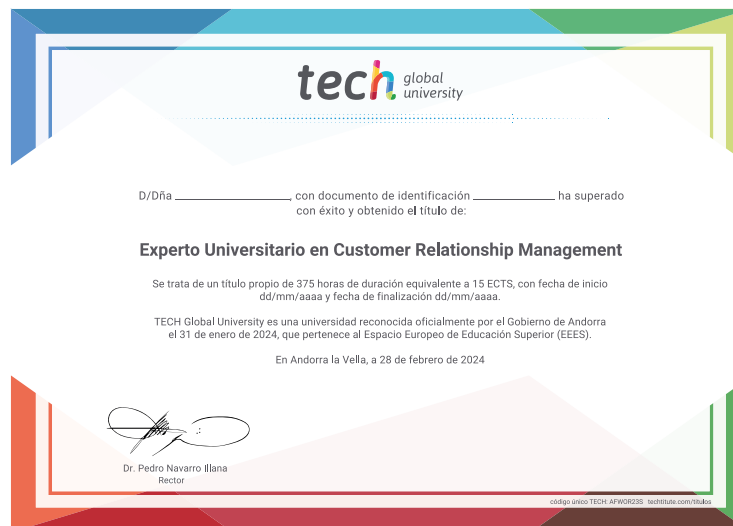 tech global
university
D/Dña ______________, con documento de identificación ______________ ha superado
con éxito y obtenido el título de:
Experto Universitario en Customer Relationship Management
Se trata de un título propio de 375 horas de duración equivalente a 15 ECTS, con fecha de inicio
dd/mm/aaaa y fecha de finalización dd/mm/aaaa.
TECH Global University es una universidad reconocida oficialmente por el Gobierno de Andorra
el 31 de enero de 2024, que pertenece al Espacio Europeo de Educación Superior (EEES).
En Andorra la Vella, a 28 de febrero de 2024
Dr. Pedro Navarro Illana
Rector
código único TECH: AFWOR23S techtitute.com/titulos